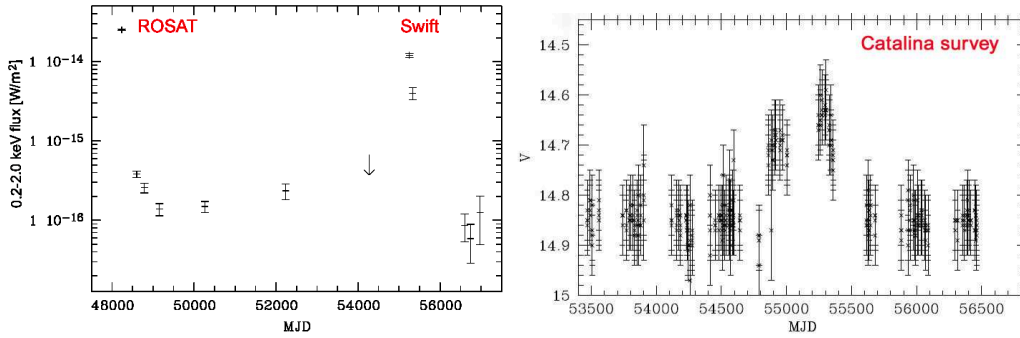 ROSAT
Swift
0.2-2.0 keV flux [W/m²]
1 10⁻¹⁴
1 10⁻¹⁵
1 10⁻¹⁶
48000 50000 52000 54000 56000
MJD
Catalina survey
V
14.5
14.6
14.7
14.8
14.9
15
53500 54000 54500 55000 55500 56000 56500
MJD